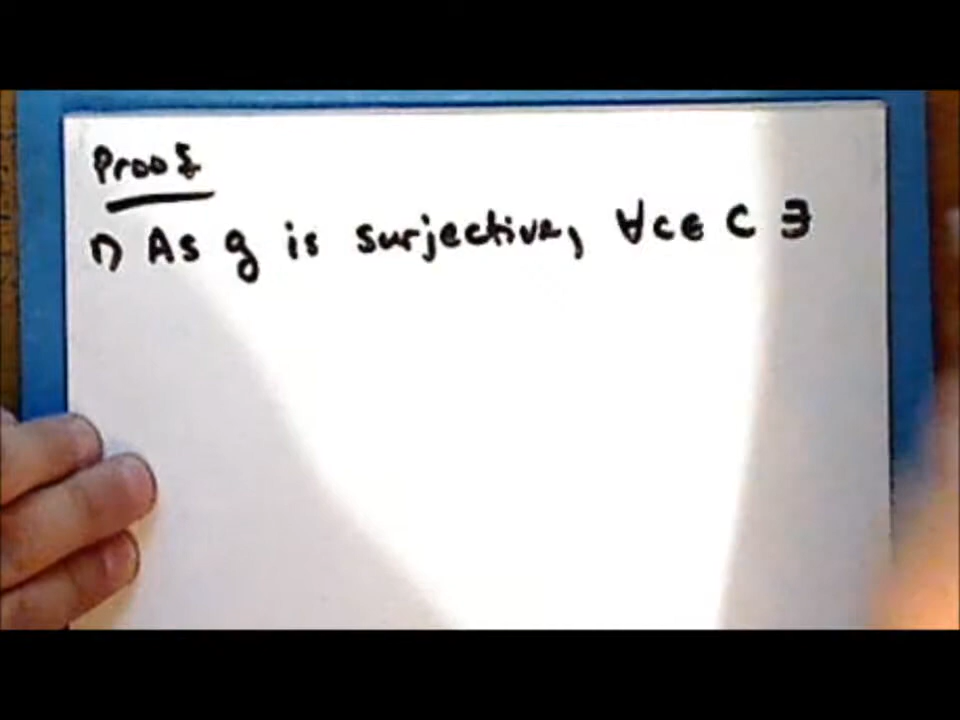 Proof
1) As g is surjective, ∀c∈ C ∃